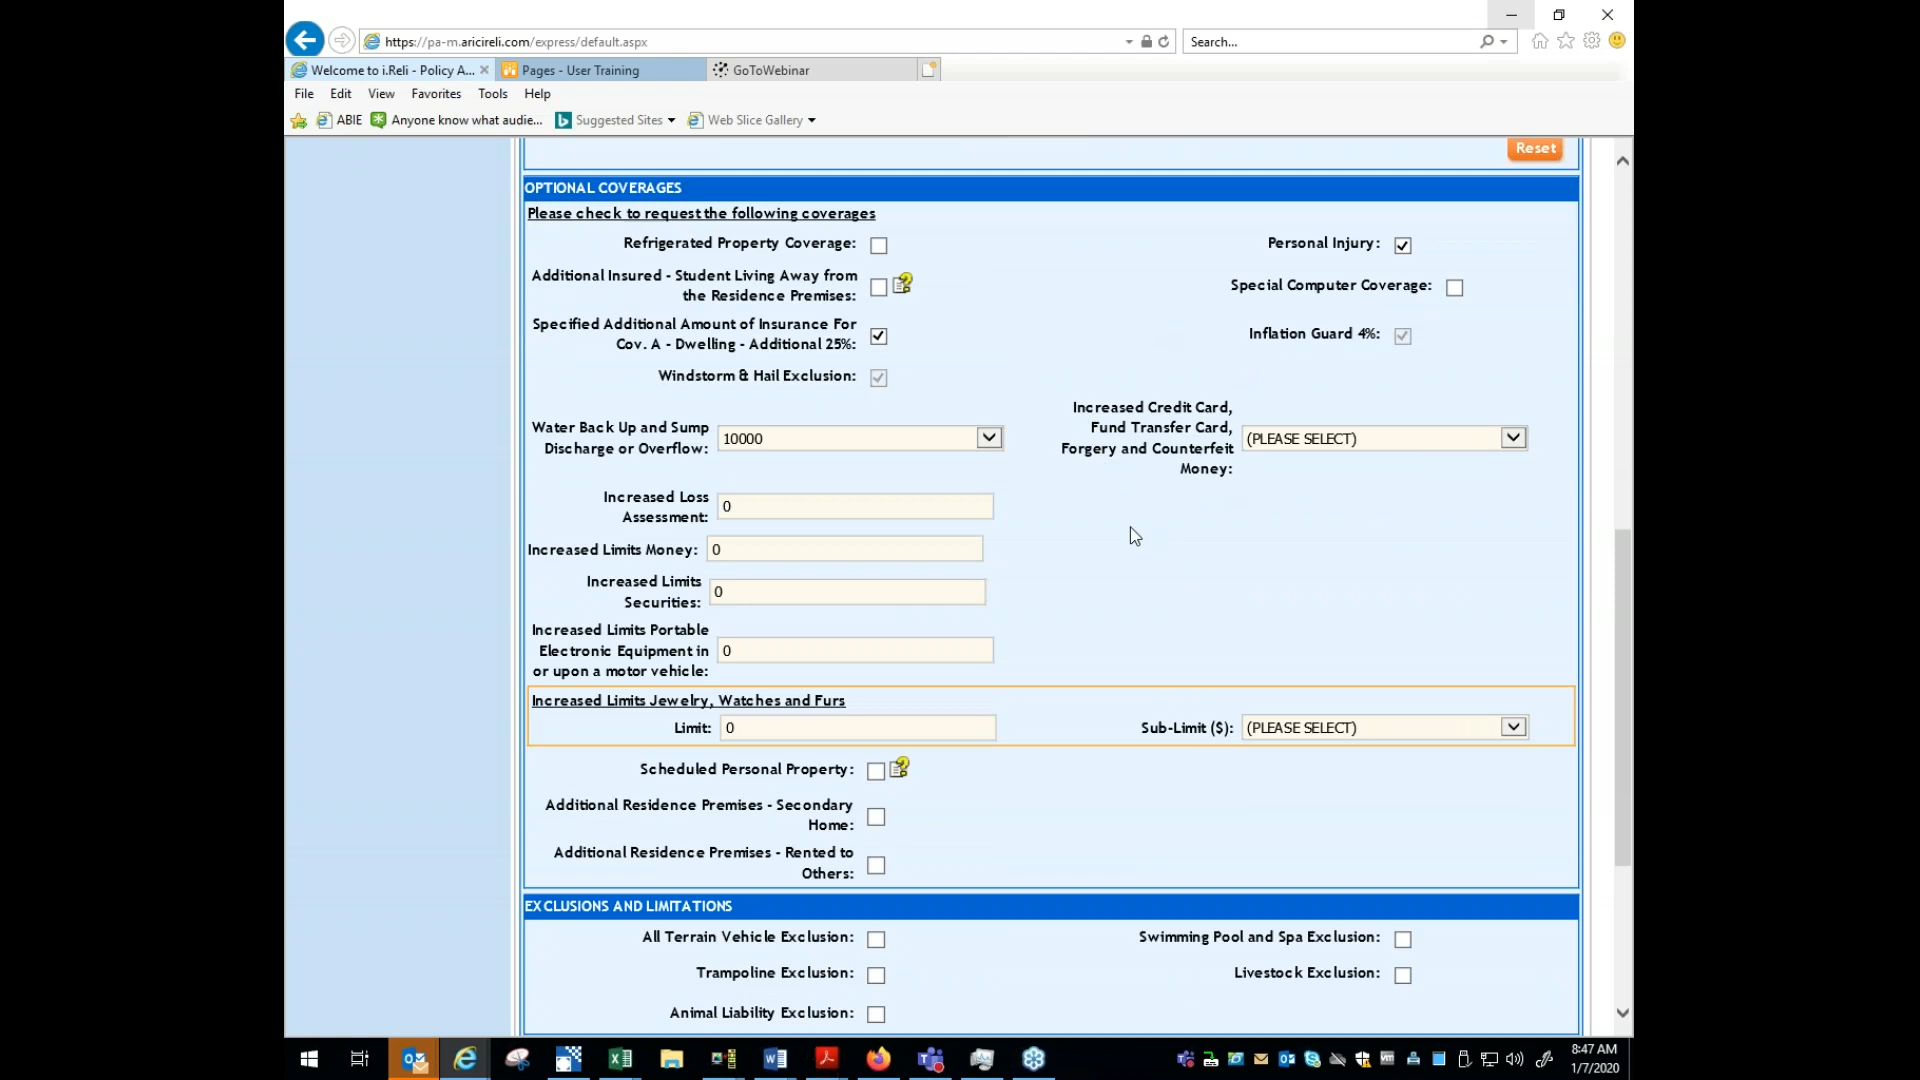 https://pa-m.aricireli.com/express/default.aspx
Search...
Welcome to i.Reli - Policy A...
Pages - User Training
GoToWebinar
File Edit View Favorites Tools Help
ABIE
Anyone know what audie...
Suggested Sites
Web Slice Gallery
Reset
OPTIONAL COVERAGES
Please check to request the following coverages
Refrigerated Property Coverage:
Personal Injury:
Additional Insured - Student Living Away from
the Residence Premises:
Special Computer Coverage:
Specified Additional Amount of Insurance For
Cov. A - Dwelling - Additional 25%:
Inflation Guard 4%:
Windstorm & Hail Exclusion:
Water Back Up and Sump
Discharge or Overflow:
10000
Increased Credit Card,
Fund Transfer Card,
Forgery and Counterfeit
Money:
(PLEASE SELECT)
Increased Loss
Assessment:
0
Increased Limits Money: 0
Increased Limits
Securities:
0
Increased Limits Portable
Electronic Equipment in
or upon a motor vehicle:
0
Increased Limits Jewelry, Watches and Furs
Limit: 0
Sub-Limit ($): (PLEASE SELECT)
Scheduled Personal Property:
Additional Residence Premises - Secondary
Home:
Additional Residence Premises - Rented to
Others:
EXCLUSIONS AND LIMITATIONS
All Terrain Vehicle Exclusion:
Swimming Pool and Spa Exclusion:
Trampoline Exclusion:
Livestock Exclusion:
Animal Liability Exclusion:
8:47 AM
1/7/2020